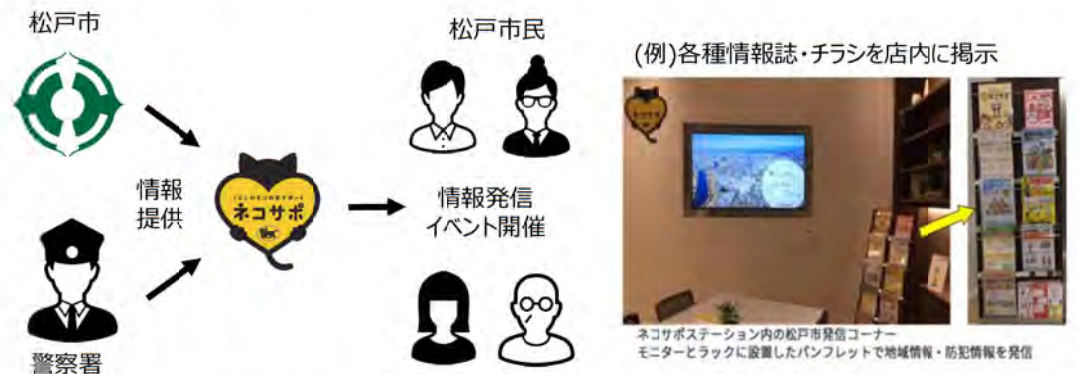 松戸市
情報
提供
警察署
ネコサポ
松戸市民
情報発信
イベント開催
(例)各種情報誌・チラシを店内に掲示
ネコサポ
ネコサポステーション内の松戸市発信コーナー
モニターとラックに設置したパンフレットで地域情報・防犯情報を発信